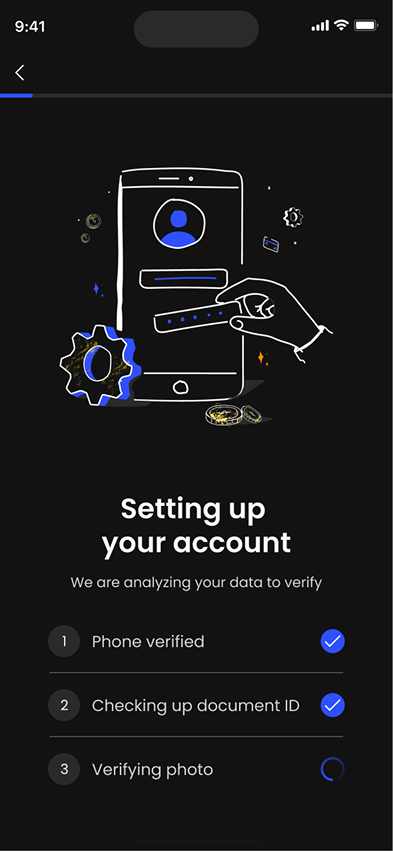 9:41
Setting up
your account
We are analyzing your data to verify
1 Phone verified
2 Checking up document ID
3 Verifying photo